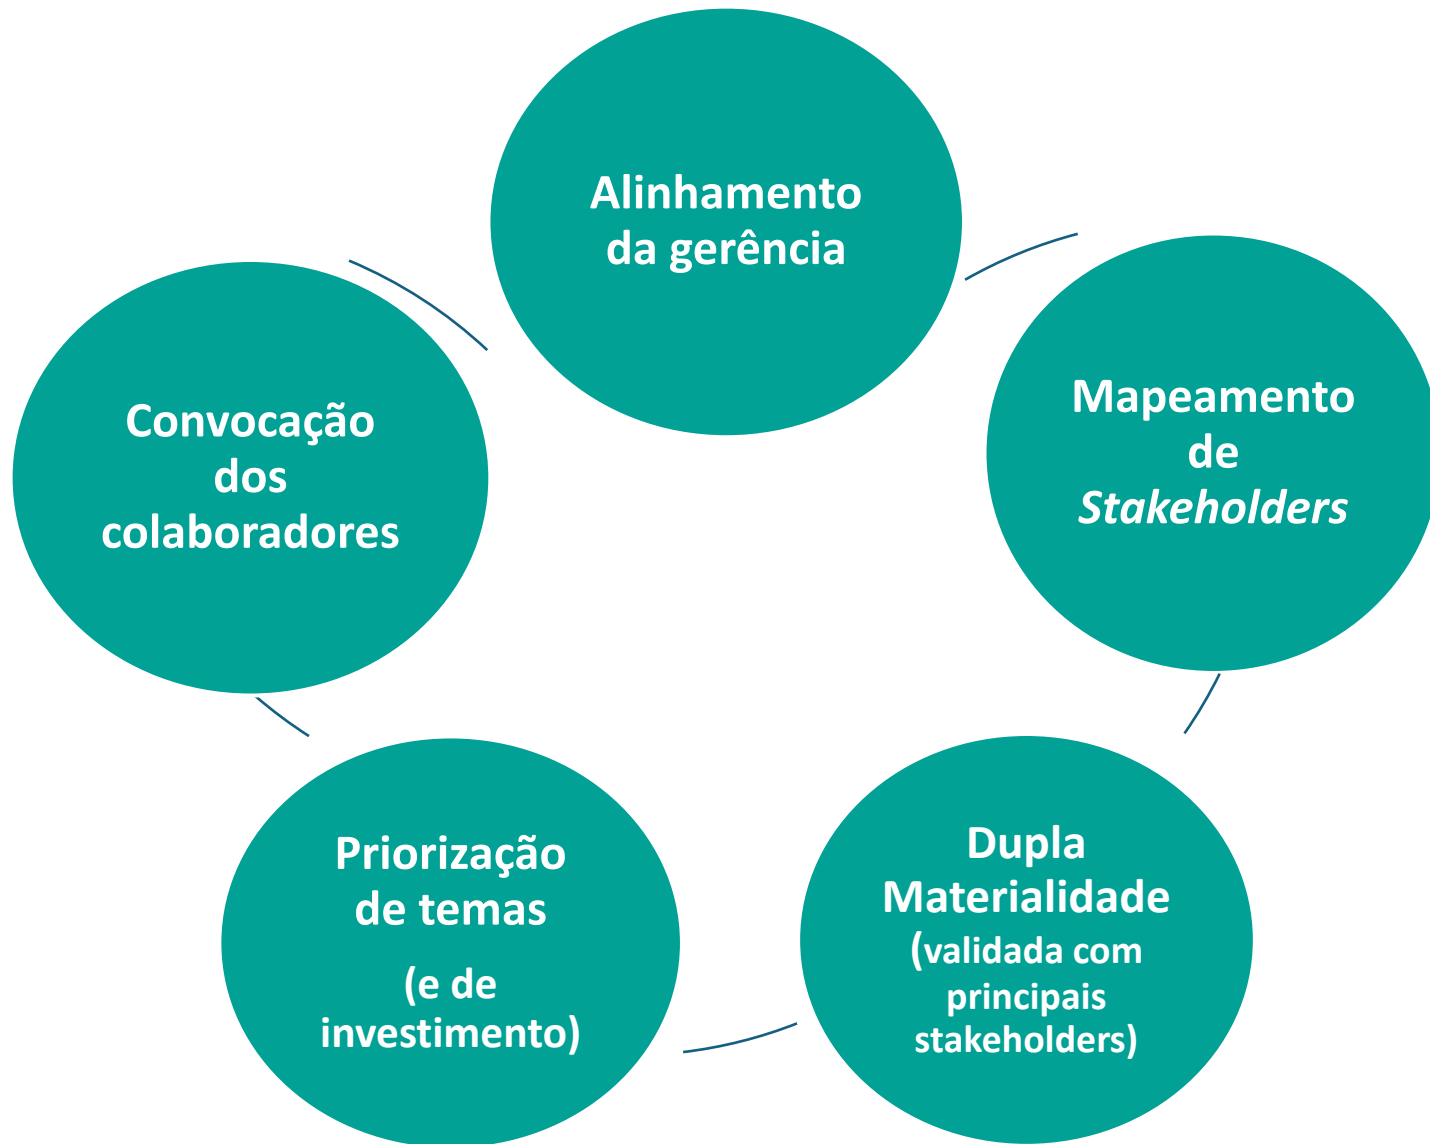 Alinhamento
da gerência
Mapeamento
de
Stakeholders
Dupla
Materialidade
(validada com
principais
stakeholders)
Priorização
de temas
(e de
investimento)
Convocação
dos
colaboradores